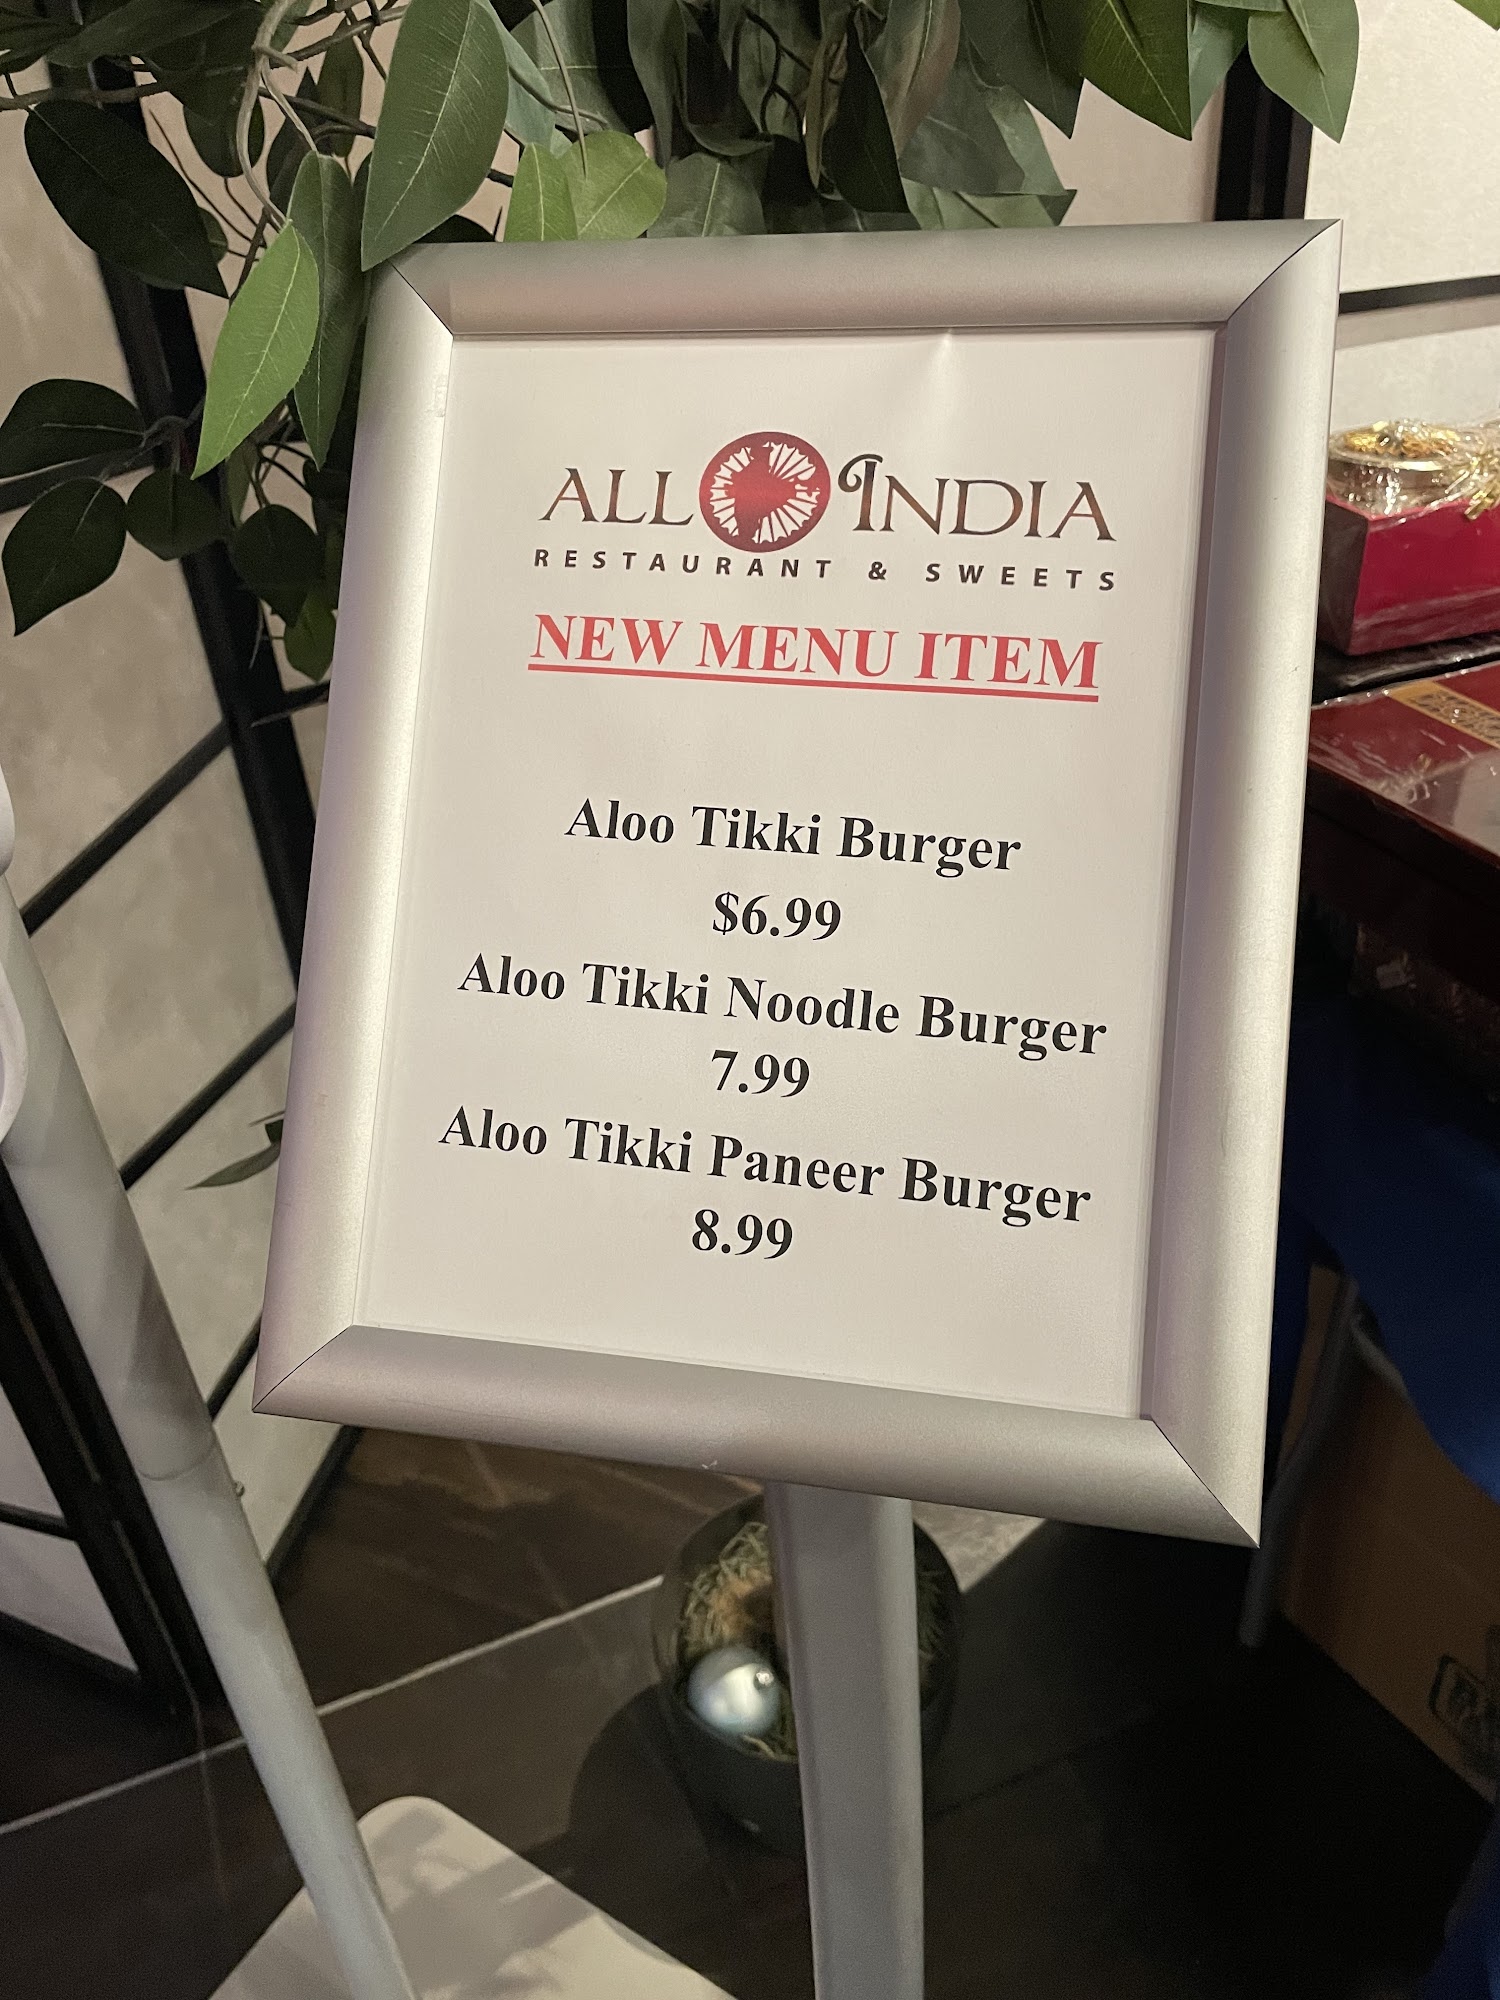 ALL INDIA
RESTAURANT & SWEETS
NEW MENU ITEM
Aloo Tikki Burger
$6.99
Aloo Tikki Noodle Burger
7.99
Aloo Tikki Paneer Burger
8.99